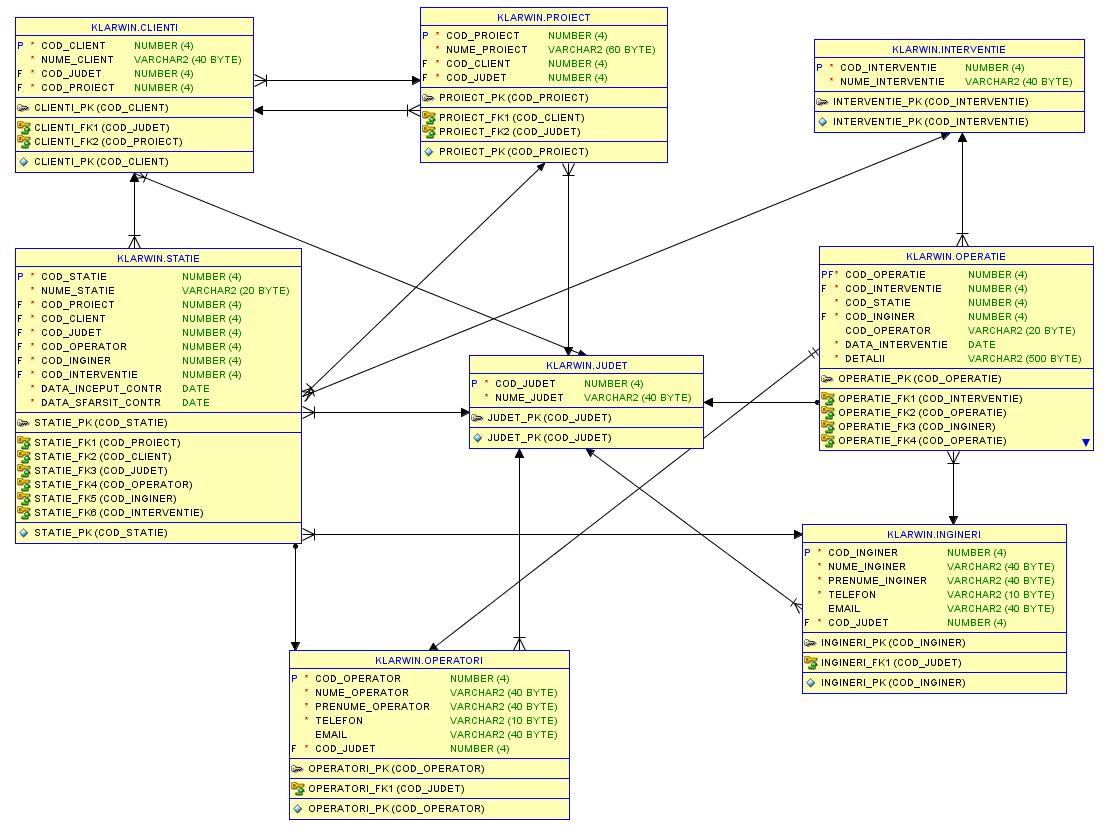 KLARWIN.CLIENTI
P * COD_CLIENT NUMBER (4)
* NUME_CLIENT VARCHAR2 (40 BYTE)
F * COD_JUDET NUMBER (4)
F * COD_PROIECT NUMBER (4)
CLIENTI_PK (COD_CLIENT)
CLIENTI_FK1 (COD_JUDET)
CLIENTI_FK2 (COD_PROIECT)
CLIENTI_PK (COD_CLIENT)
KLARWIN.PROIECT
P * COD_PROIECT NUMBER (4)
* NUME_PROIECT VARCHAR2 (60 BYTE)
F * COD_CLIENT NUMBER (4)
F * COD_JUDET NUMBER (4)
PROIECT_PK (COD_PROIECT)
PROIECT_FK1 (COD_CLIENT)
PROIECT_FK2 (COD_JUDET)
PROIECT_PK (COD_PROIECT)
KLARWIN.INTERVENTIE
P * COD_INTERVENTIE NUMBER (4)
* NUME_INTERVENTIE VARCHAR2 (40 BYTE)
INTERVENTIE_PK (COD_INTERVENTIE)
INTERVENTIE_PK (COD_INTERVENTIE)
KLARWIN.STATIE
P * COD_STATIE NUMBER (4)
* NUME_STATIE VARCHAR2 (20 BYTE)
F * COD_PROIECT NUMBER (4)
F * COD_CLIENT NUMBER (4)
F * COD_JUDET NUMBER (4)
F * COD_OPERATOR NUMBER (4)
F * COD_INGINER NUMBER (4)
F * COD_INTERVENTIE NUMBER (4)
* DATA_INCEPUT_CONTR DATE
* DATA_SFARSIT_CONTR DATE
STATIE_PK (COD_STATIE)
STATIE_FK1 (COD_PROIECT)
STATIE_FK2 (COD_CLIENT)
STATIE_FK3 (COD_JUDET)
STATIE_FK4 (COD_OPERATOR)
STATIE_FK5 (COD_INGINER)
STATIE_FK6 (COD_INTERVENTIE)
STATIE_PK (COD_STATIE)
KLARWIN.JUDET
P * COD_JUDET NUMBER (4)
* NUME_JUDET VARCHAR2 (40 BYTE)
JUDET_PK (COD_JUDET)
JUDET_PK (COD_JUDET)
KLARWIN.OPERATIE
PF* COD_OPERATIE NUMBER (4)
F * COD_INTERVENTIE NUMBER (4)
* COD_STATIE NUMBER (4)
F * COD_INGINER NUMBER (4)
COD_OPERATOR VARCHAR2 (20 BYTE)
* DATA_INTERVENTIE DATE
* DETALII VARCHAR2 (500 BYTE)
OPERATIE_PK (COD_OPERATIE)
OPERATIE_FK1 (COD_INTERVENTIE)
OPERATIE_FK2 (COD_OPERATIE)
OPERATIE_FK3 (COD_INGINER)
OPERATIE_FK4 (COD_OPERATIE)
KLARWIN.INGINERI
P * COD_INGINER NUMBER (4)
* NUME_INGINER VARCHAR2 (40 BYTE)
* PRENUME_INGINER VARCHAR2 (40 BYTE)
* TELEFON VARCHAR2 (10 BYTE)
EMAIL VARCHAR2 (40 BYTE)
F * COD_JUDET NUMBER (4)
INGINERI_PK (COD_INGINER)
INGINERI_FK1 (COD_JUDET)
INGINERI_PK (COD_INGINER)
KLARWIN.OPERATORI
P * COD_OPERATOR NUMBER (4)
* NUME_OPERATOR VARCHAR2 (40 BYTE)
* PRENUME_OPERATOR VARCHAR2 (40 BYTE)
* TELEFON VARCHAR2 (10 BYTE)
EMAIL VARCHAR2 (40 BYTE)
F * COD_JUDET NUMBER (4)
OPERATORI_PK (COD_OPERATOR)
OPERATORI_FK1 (COD_JUDET)
OPERATORI_PK (COD_OPERATOR)